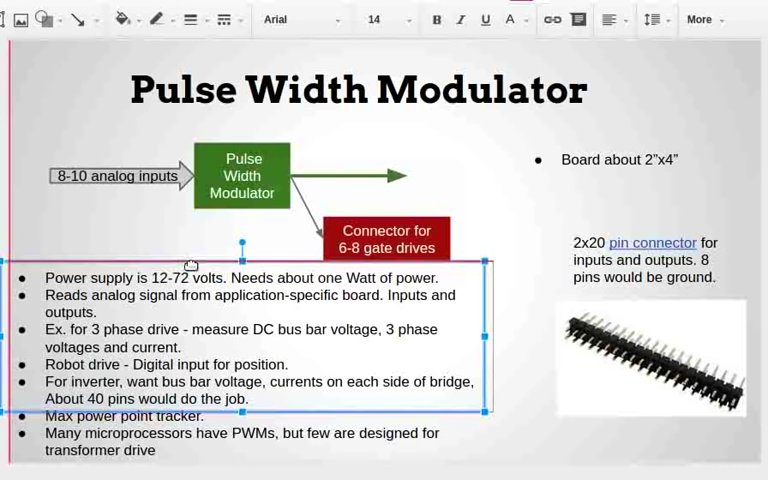 Arial
14
B
I
U
A
More
Pulse Width Modulator
8-10 analog inputs
Pulse
Width
Modulator
Connector for
6-8 gate drives
● Board about 2”x4”
2x20 pin connector for
inputs and outputs. 8
pins would be ground.
● Power supply is 12-72 volts. Needs about one Watt of power.
● Reads analog signal from application-specific board. Inputs and
outputs.
● Ex. for 3 phase drive - measure DC bus bar voltage, 3 phase
voltages and current.
● Robot drive - Digital input for position.
● For inverter, want bus bar voltage, currents on each side of bridge,
About 40 pins would do the job.
● Max power point tracker.
● Many microprocessors have PWMs, but few are designed for
transformer drive